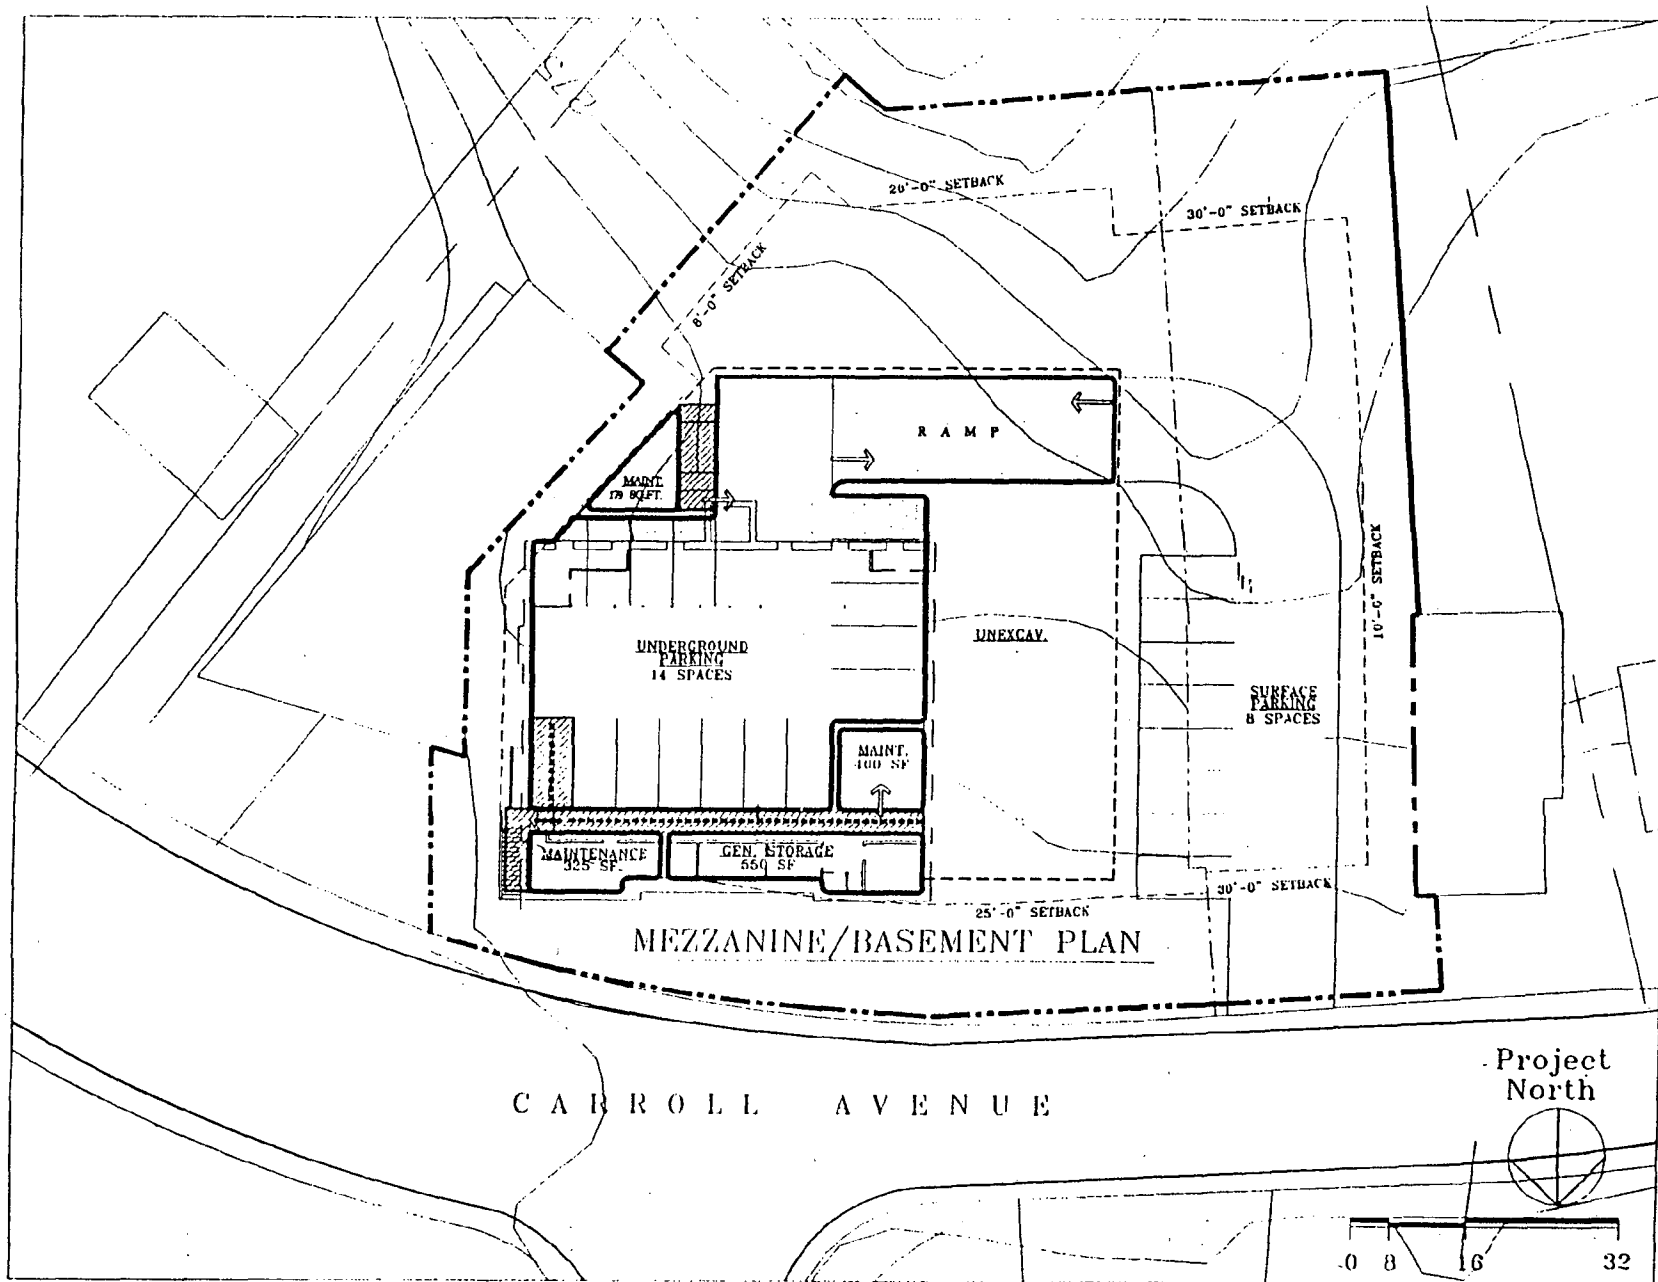 20'-0" SETBACK
30'-0" SETBACK
8'-0" SETBACK
RAMP
MAINT.
179 SQ.FT.
10'-0" SETBACK
UNEXCAV.
UNDERGROUND
PARKING
14 SPACES
SURFACE
PARKING
8 SPACES
MAINT.
400 SF
MAINTENANCE
325 SF.
GEN. STORAGE
550 SF
30'-0" SETBACK
25'-0" SETBACK
MEZZANINE/BASEMENT PLAN
Project
North
CARROLL AVENUE
0 8 16 32